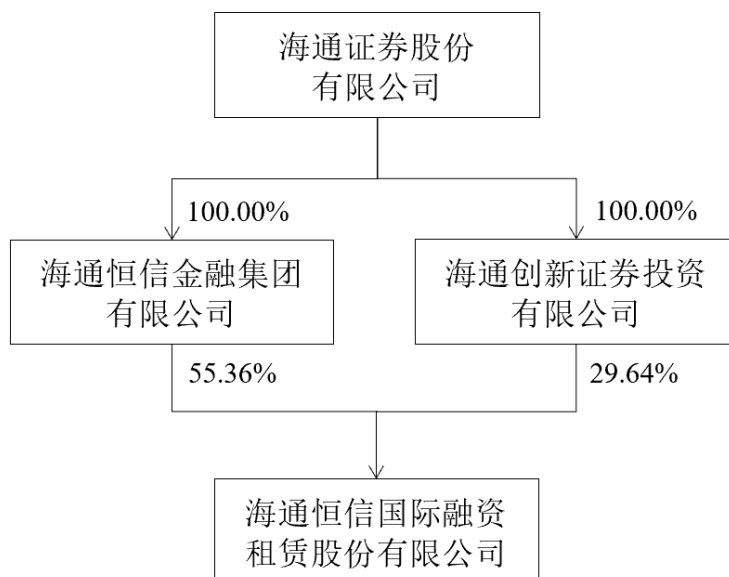 海通证券股份
有限公司
100.00%
100.00%
海通恒信金融集团
有限公司
海通创新证券投资
有限公司
55.36%
29.64%
海通恒信国际融资
租赁股份有限公司